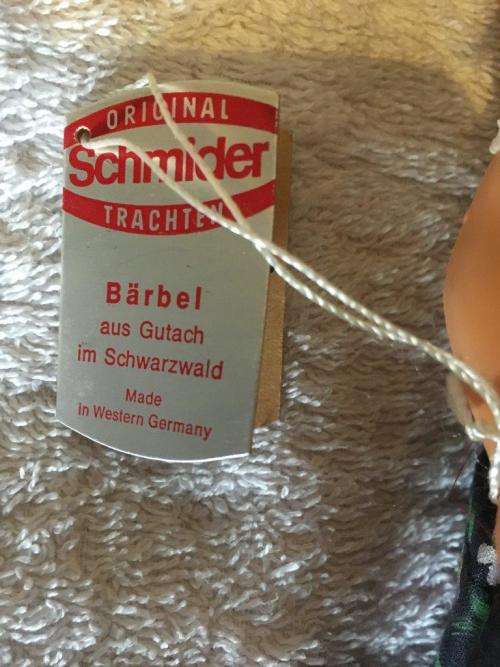 ORIGINAL
Schmider
TRACHTEN
Bärbel
aus Gutach
im Schwarzwald
Made
in Western Germany